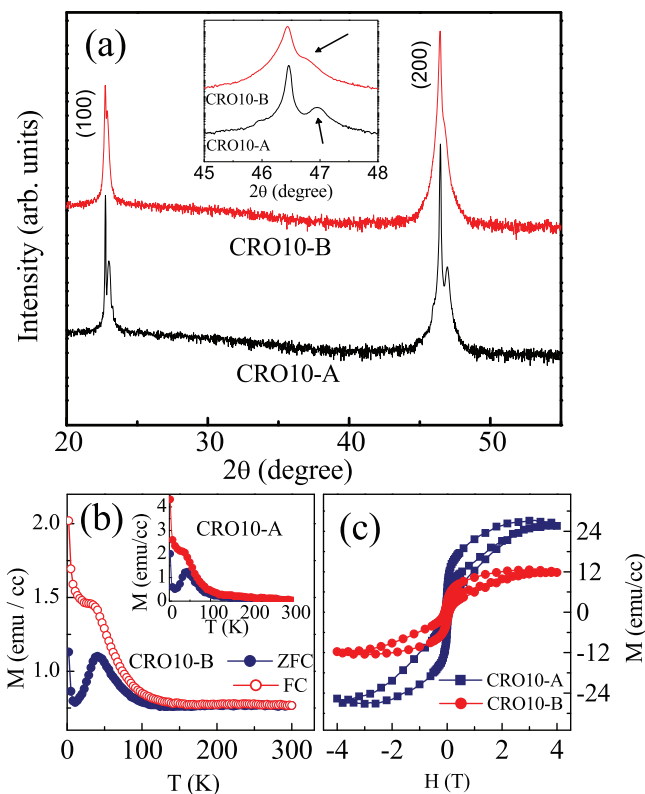 (a)
(100)
(200)
CRO10-B
CRO10-A
45 46 47 48
2θ (degree)
CRO10-B
CRO10-A
Intensity (arb. units)
20 30 40 50
2θ (degree)
(b)
2.0
1.5
1.0
M (emu / cc)
CRO10-A
4
3
2
1
0
M (emu/cc)
0 100 200 300
T (K)
CRO10-B
ZFC
FC
0 100 200 300
T (K)
(c)
24
12
0
-12
-24
M (emu/cc)
CRO10-A
CRO10-B
-4 -2 0 2 4
H (T)